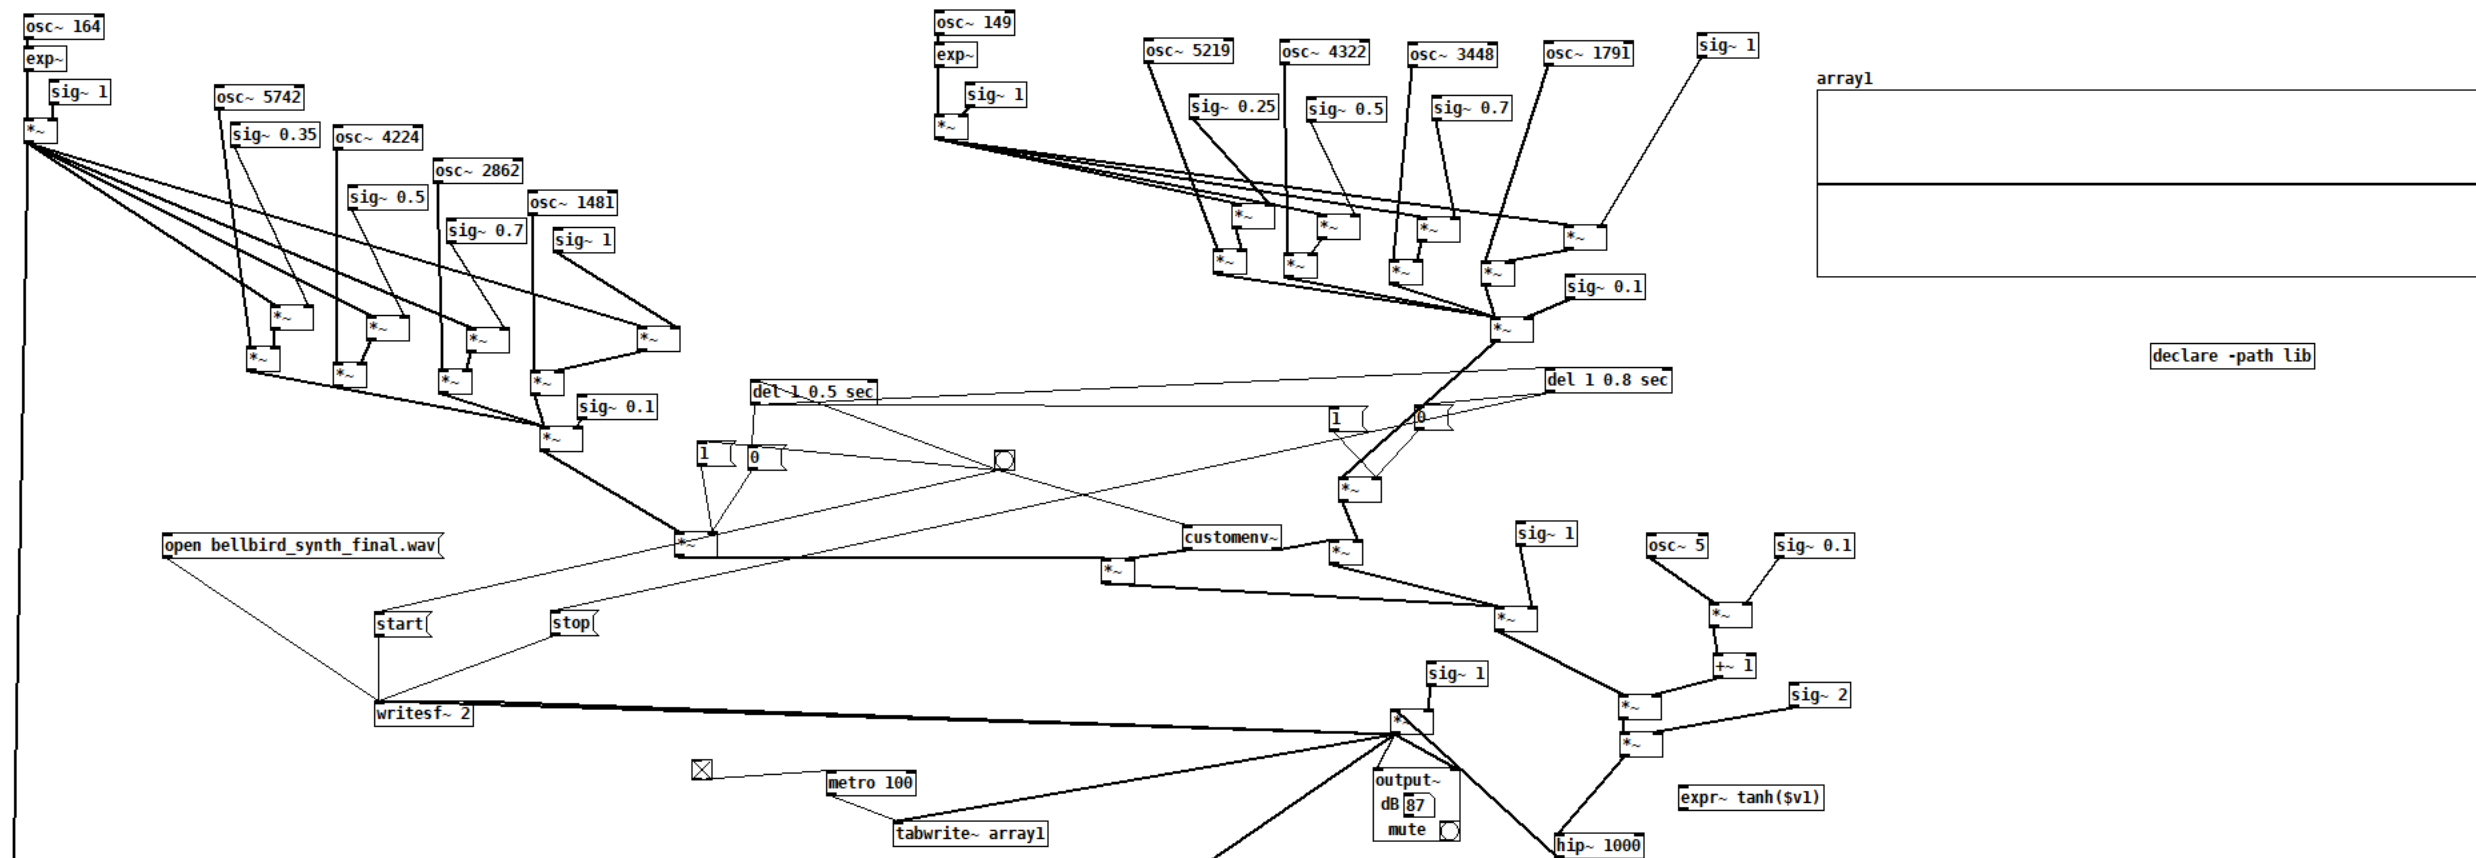 osc~ 164
exp~
sig~ 1
*~
osc~ 5742
sig~ 0.35
osc~ 4224
osc~ 2862
sig~ 0.5
osc~ 1481
sig~ 0.7
sig~ 1
*~
*~
*~
*~
*~
*~
*~
*~
sig~ 0.1
*~
osc~ 149
exp~
sig~ 1
*~
osc~ 5219
osc~ 4322
osc~ 3448
osc~ 1791
sig~ 1
sig~ 0.25
sig~ 0.5
sig~ 0.7
*~
*~
*~
*~
*~
*~
*~
*~
sig~ 0.1
*~
array1
declare -path lib
del 1 0.5 sec
del 1 0.8 sec
1
0
1
0
*~
open bellbird_synth_final.wav
*~
customenv~
*~
*~
sig~ 1
osc~ 5
sig~ 0.1
start
stop
*~
*~
+~ 1
sig~ 1
sig~ 2
writesf~ 2
*~
*~
*~
metro 100
output~
dB 87
mute
expr~ tanh($v1)
tabwrite~ array1
hip~ 1000